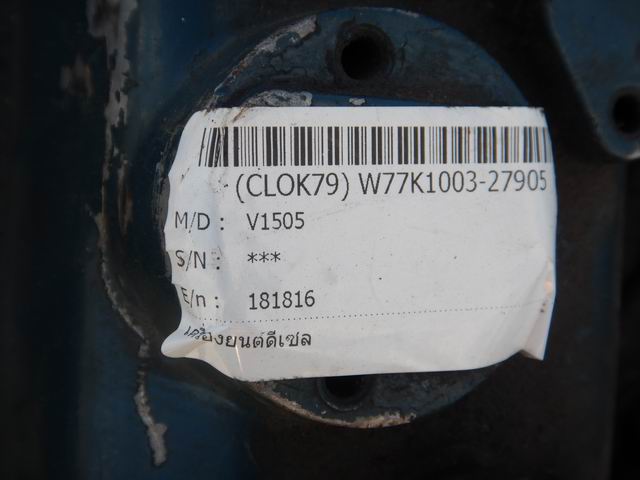 (CLOK79) W77K1003-27905
M/D : V1505
S/N : ***
E/n : 181816
เครื่องยนต์ดีเซล